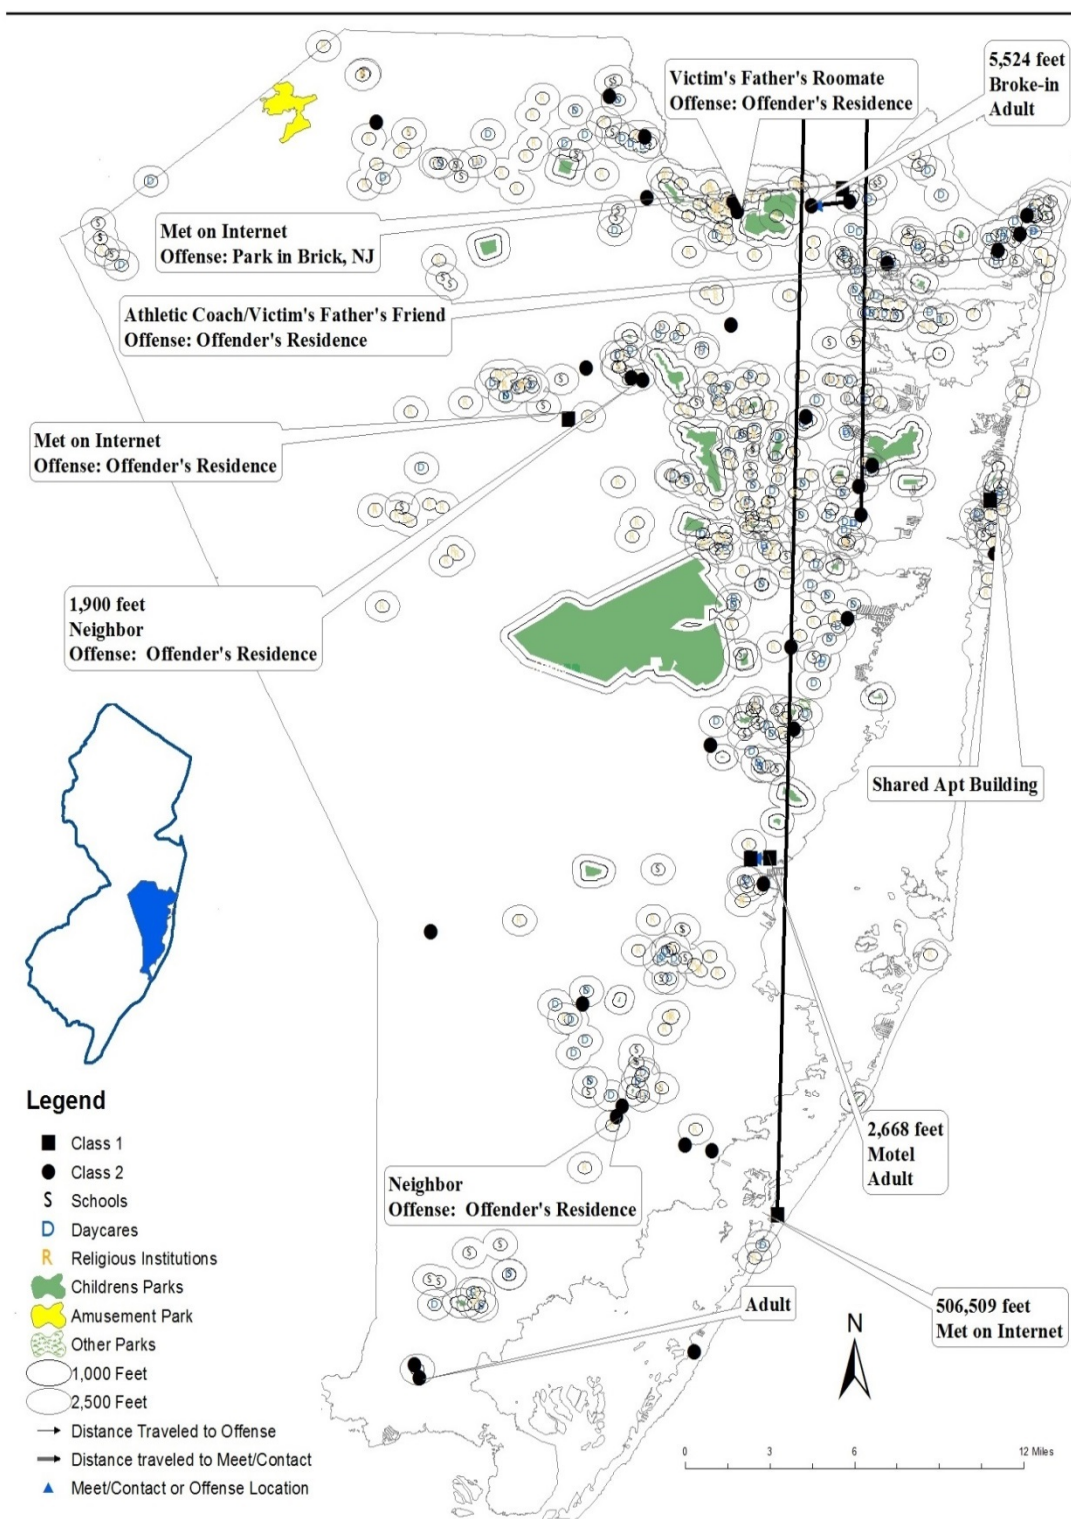 5,524 feet
Broke-in
Adult
Victim's Father's Roomate
Offense: Offender's Residence
Met on Internet
Offense: Park in Brick, NJ
Athletic Coach/Victim's Father's Friend
Offense: Offender's Residence
Met on Internet
Offense: Offender's Residence
1,900 feet
Neighbor
Offense: Offender's Residence
Shared Apt Building
2,668 feet
Motel
Adult
Neighbor
Offense: Offender's Residence
Adult
506,509 feet
Met on Internet
Legend
Class 1
Class 2
S Schools
D Daycares
R Religious Institutions
Childrens Parks
Amusement Park
Other Parks
1,000 Feet
2,500 Feet
Distance Traveled to Offense
Distance traveled to Meet/Contact
Meet/Contact or Offense Location
N
0 3 6 12 Miles